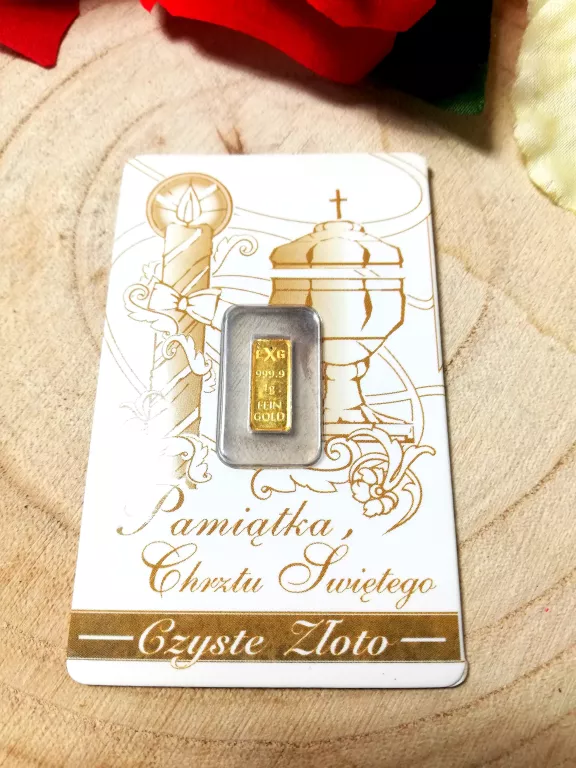 EXG
999.9
1g
FEIN
GOLD
Pamiątka
Chrztu Świętego
Czyste Złoto